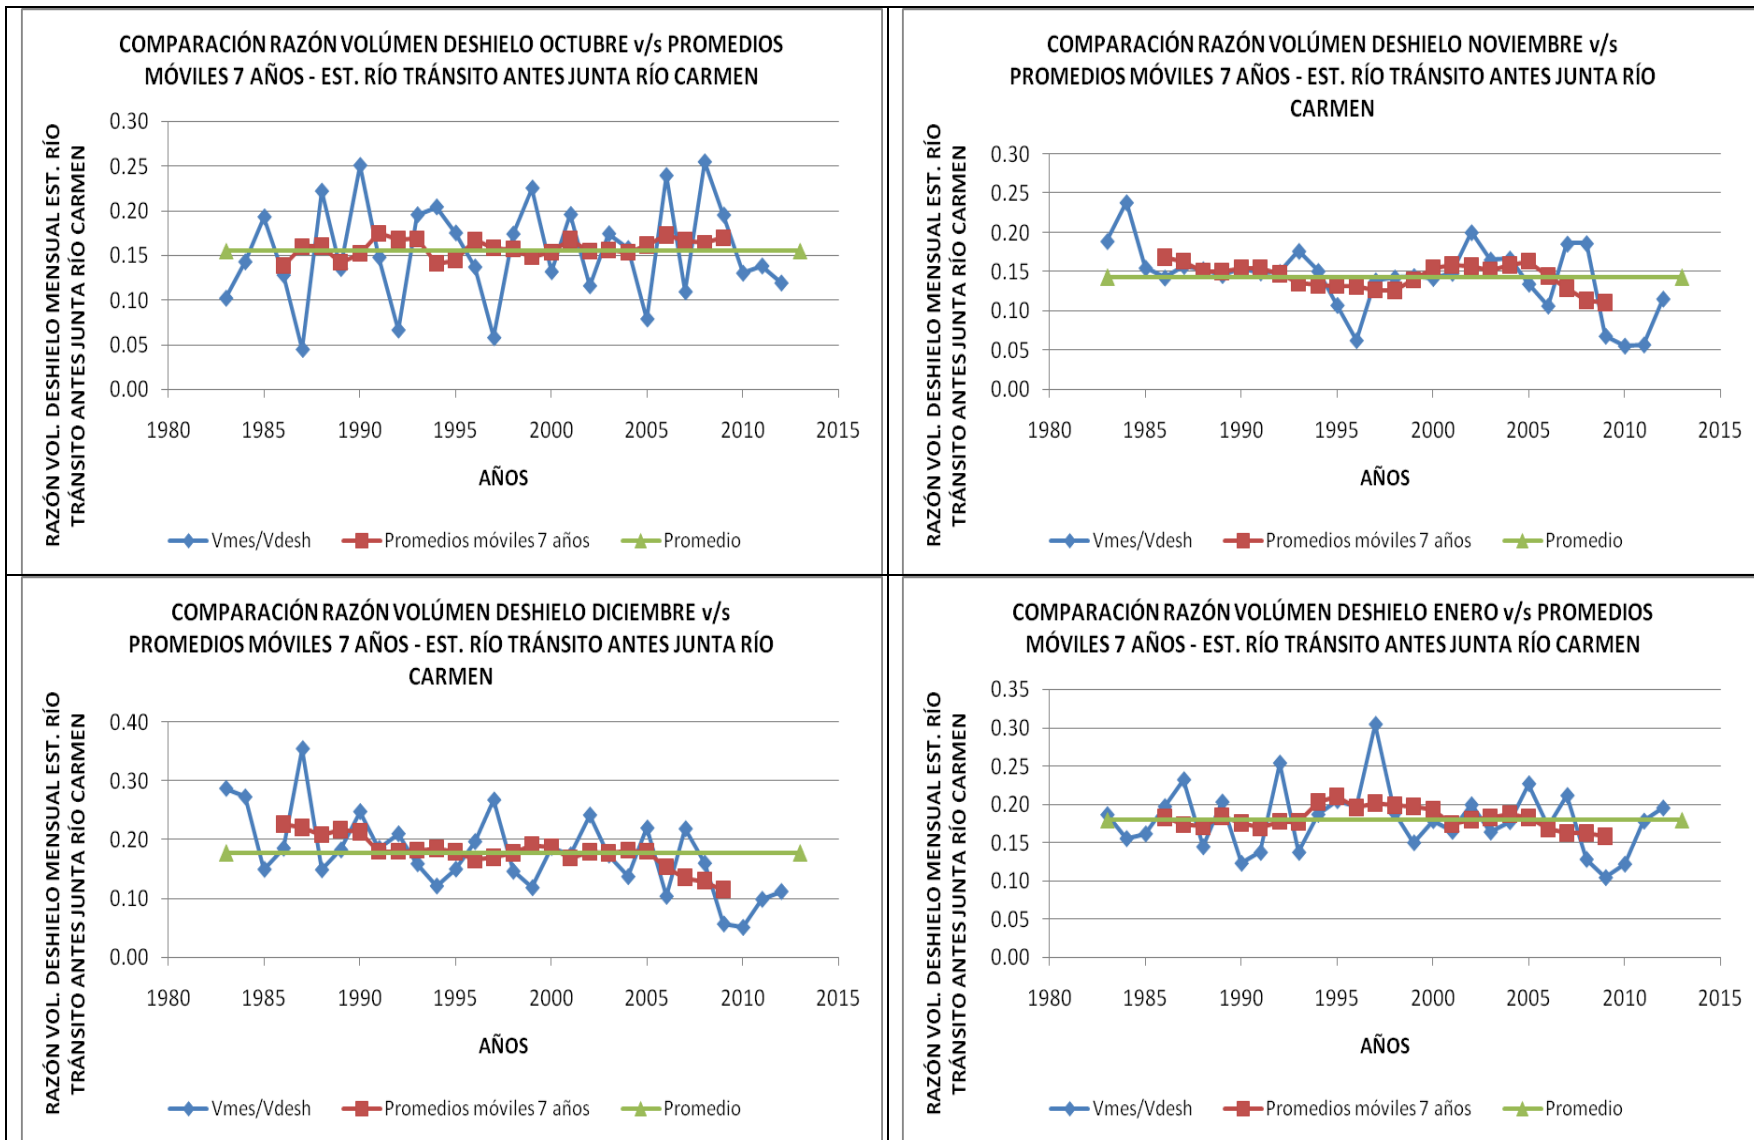 COMPARACIÓN RAZÓN VOLÚMEN DESHIELO OCTUBRE v/s PROMEDIOS
MÓVILES 7 AÑOS - EST. RÍO TRÁNSITO ANTES JUNTA RÍO CARMEN
RAZÓN VOL. DESHIELO MENSUAL EST. RÍO
TRÁNSITO ANTES JUNTA RÍO CARMEN
0.30
0.25
0.20
0.15
0.10
0.05
0.00
1980 1985 1990 1995 2000 2005 2010 2015
AÑOS
Vmes/Vdesh Promedios móviles 7 años Promedio
COMPARACIÓN RAZÓN VOLÚMEN DESHIELO NOVIEMBRE v/s
PROMEDIOS MÓVILES 7 AÑOS - EST. RÍO TRÁNSITO ANTES JUNTA RÍO
CARMEN
RAZÓN VOL. DESHIELO MENSUAL EST. RÍO
TRÁNSITO ANTES JUNTA RÍO CARMEN
0.30
0.25
0.20
0.15
0.10
0.05
0.00
1980 1985 1990 1995 2000 2005 2010 2015
AÑOS
Vmes/Vdesh Promedios móviles 7 años Promedio
COMPARACIÓN RAZÓN VOLÚMEN DESHIELO DICIEMBRE v/s
PROMEDIOS MÓVILES 7 AÑOS - EST. RÍO TRÁNSITO ANTES JUNTA RÍO
CARMEN
RAZÓN VOL. DESHIELO MENSUAL EST. RÍO
TRÁNSITO ANTES JUNTA RÍO CARMEN
0.40
0.30
0.20
0.10
0.00
1980 1985 1990 1995 2000 2005 2010 2015
AÑOS
Vmes/Vdesh Promedios móviles 7 años Promedio
COMPARACIÓN RAZÓN VOLÚMEN DESHIELO ENERO v/s PROMEDIOS
MÓVILES 7 AÑOS - EST. RÍO TRÁNSITO ANTES JUNTA RÍO CARMEN
RAZÓN VOL. DESHIELO MENSUAL EST. RÍO
TRÁNSITO ANTES JUNTA RÍO CARMEN
0.35
0.30
0.25
0.20
0.15
0.10
0.05
0.00
1980 1985 1990 1995 2000 2005 2010 2015
AÑOS
Vmes/Vdesh Promedios móviles 7 años Promedio